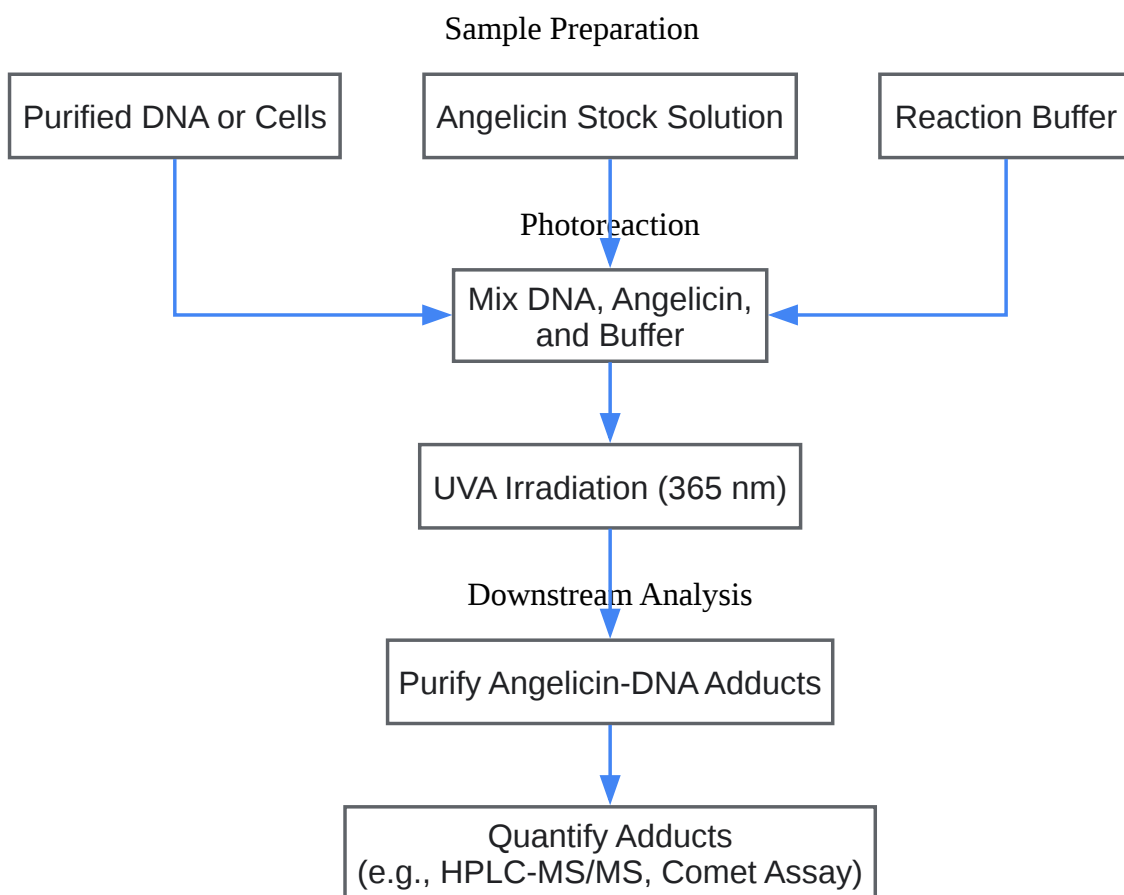 Sample Preparation
Purified DNA or Cells
Angelicin Stock Solution
Reaction Buffer
Photoreaction
Mix DNA, Angelicin,
and Buffer
UVA Irradiation (365 nm)
Downstream Analysis
Purify Angelicin-DNA Adducts
Quantify Adducts
(e.g., HPLC-MS/MS, Comet Assay)